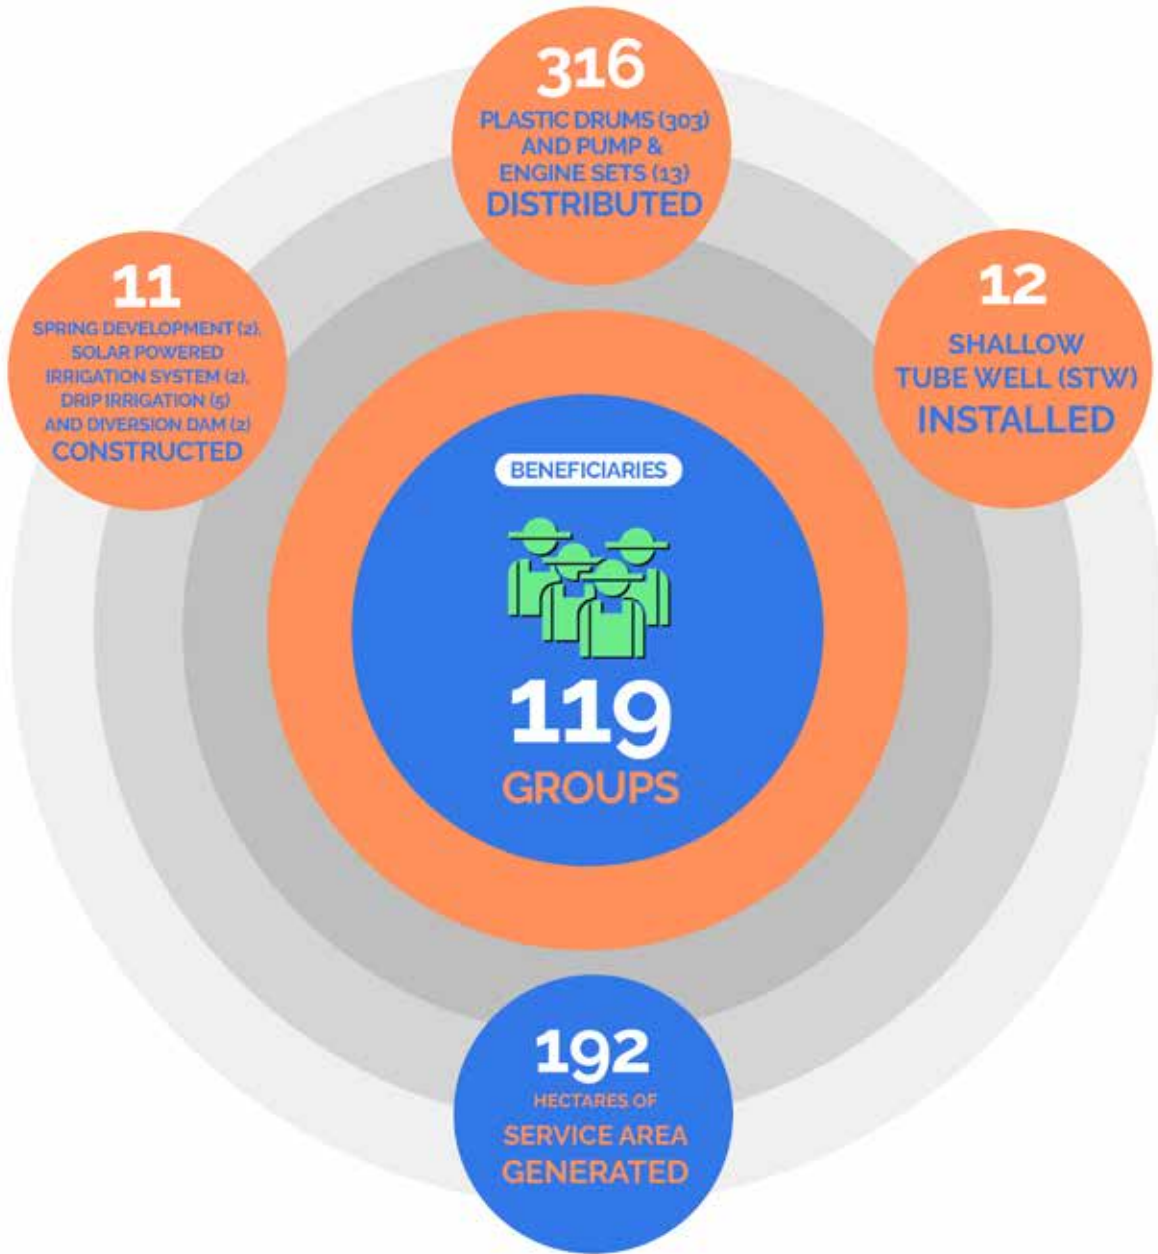 316
PLASTIC DRUMS (303)
AND PUMP &
ENGINE SETS (13)
DISTRIBUTED
11
SPRING DEVELOPMENT (2),
SOLAR POWERED
IRRIGATION SYSTEM (2),
DRIP IRRIGATION (5)
AND DIVERSION DAM (2)
CONSTRUCTED
12
SHALLOW
TUBE WELL (STW)
INSTALLED
BENEFICIARIES
119
GROUPS
192
HECTARES OF
SERVICE AREA
GENERATED